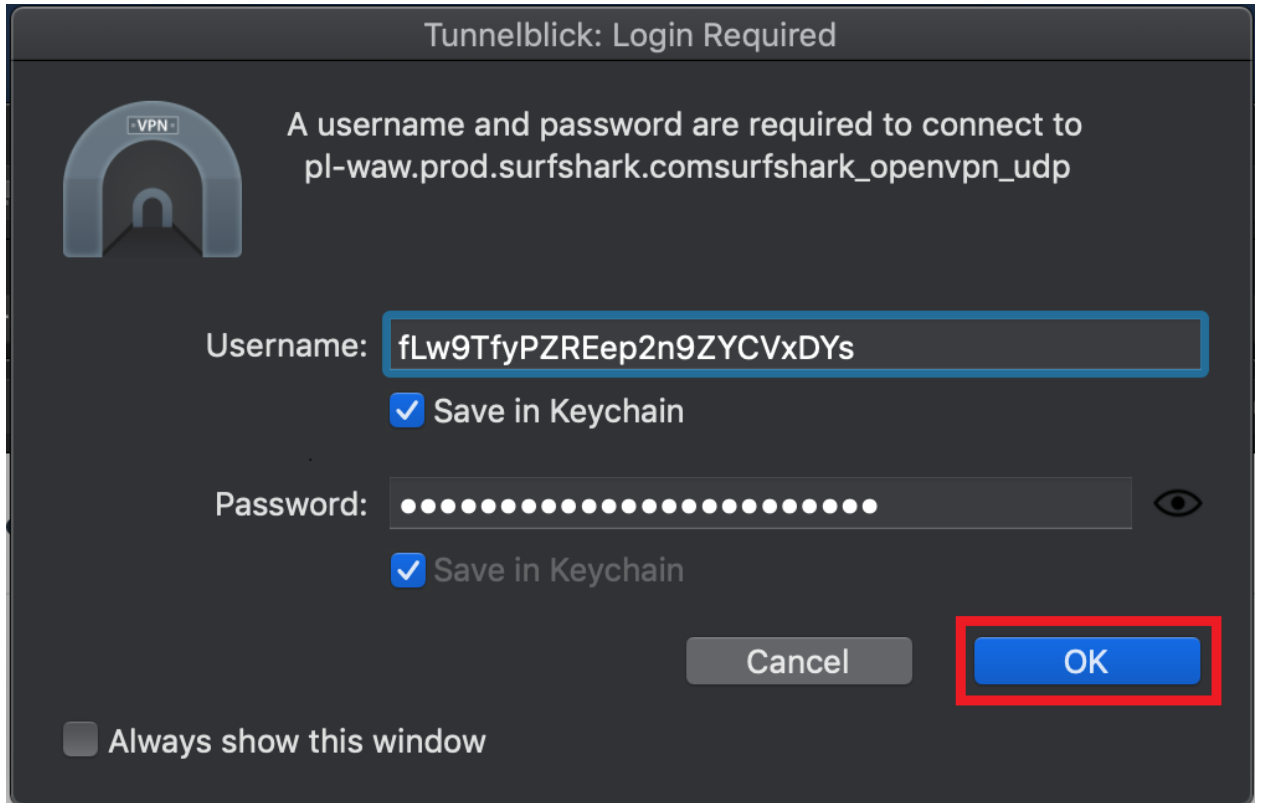 Tunnelblick: Login Required
·VPN·
A username and password are required to connect to
pl-waw.prod.surfshark.comsurfshark_openvpn_udp
Username: fLw9TfyPZREep2n9ZYCVxDYs
Save in Keychain
Password: ●●●●●●●●●●●●●●●●●●●●●●●●
Save in Keychain
Cancel OK
Always show this window